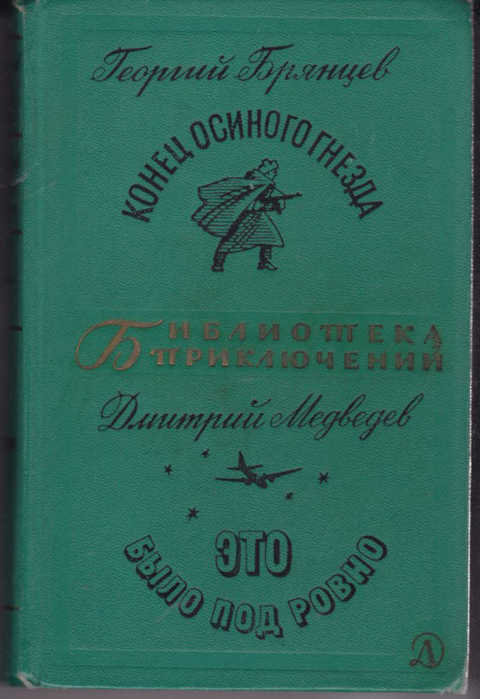 Георгий Брянцев
КОНЕЦ ОСИНОГО ГНЕЗДА
БИБЛИОТЕКА
ПРИКЛЮЧЕНИЙ
Дмитрий Медведев
ЭТО
БЫЛО ПОД РОВНО
Д